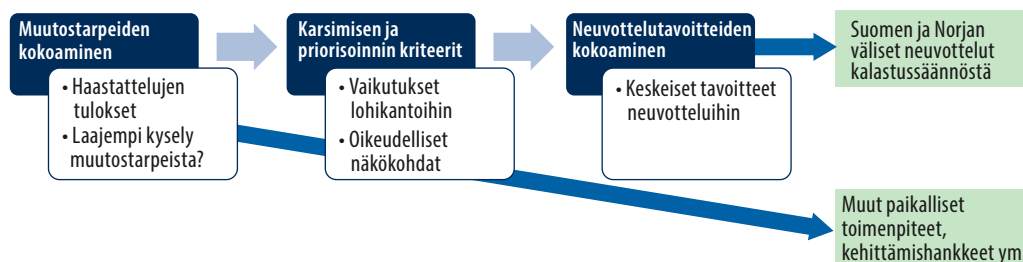 Muutostarpeiden
kokoaminen
• Haastattelujen
tulokset
• Laajempi kysely
muutostarpeista?
Karsimisen ja
priorisoinnin kriteerit
• Vaikutukset
lohikantoihin
• Oikeudelliset
näkökohdat
Neuvottelutavoitteiden
kokoaminen
• Keskeiset tavoitteet
neuvotteluihin
Suomen ja Norjan
väliset neuvottelut
kalastussäännöstä
Muut paikalliset
toimenpiteet,
kehittämishankkeet ym